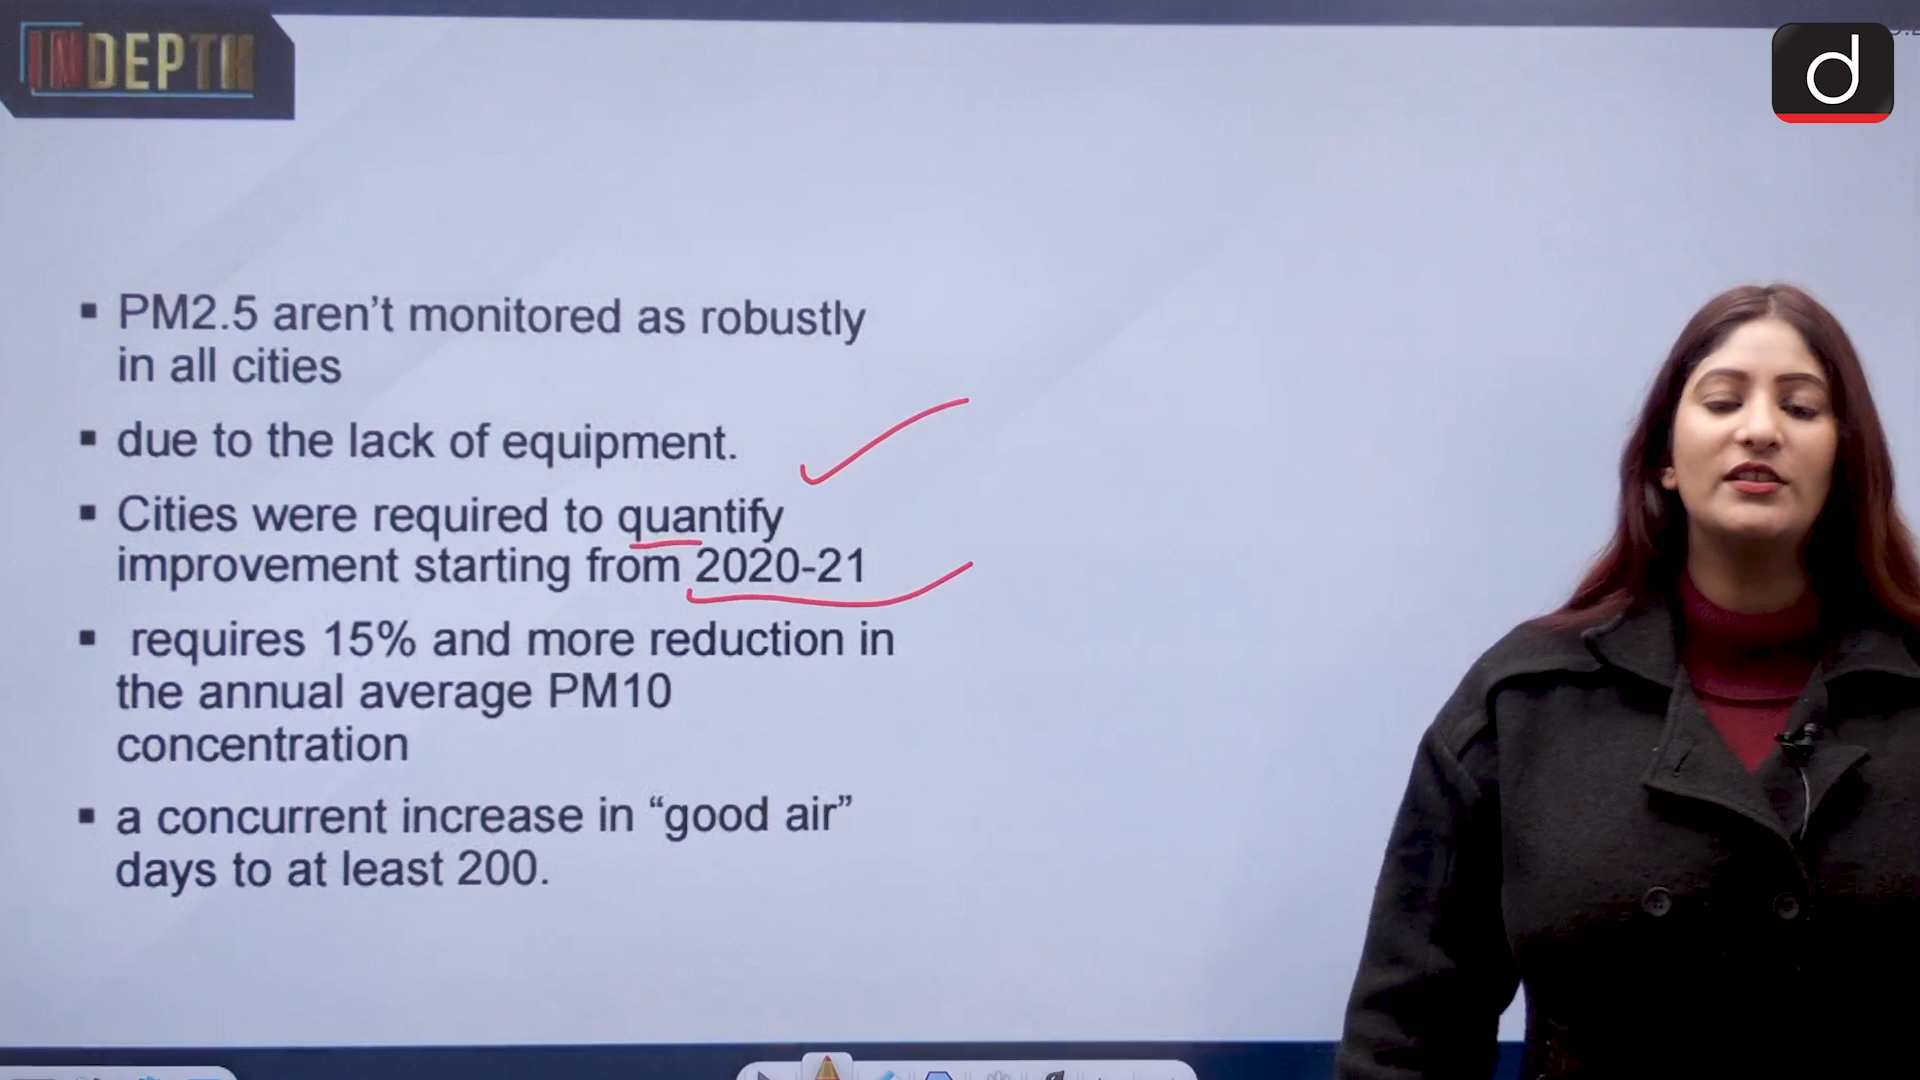 INDEPTH
d
▪ PM2.5 aren’t monitored as robustly
in all cities
▪ due to the lack of equipment.
▪ Cities were required to quantify
improvement starting from 2020-21
▪ requires 15% and more reduction in
the annual average PM10
concentration
▪ a concurrent increase in “good air”
days to at least 200.